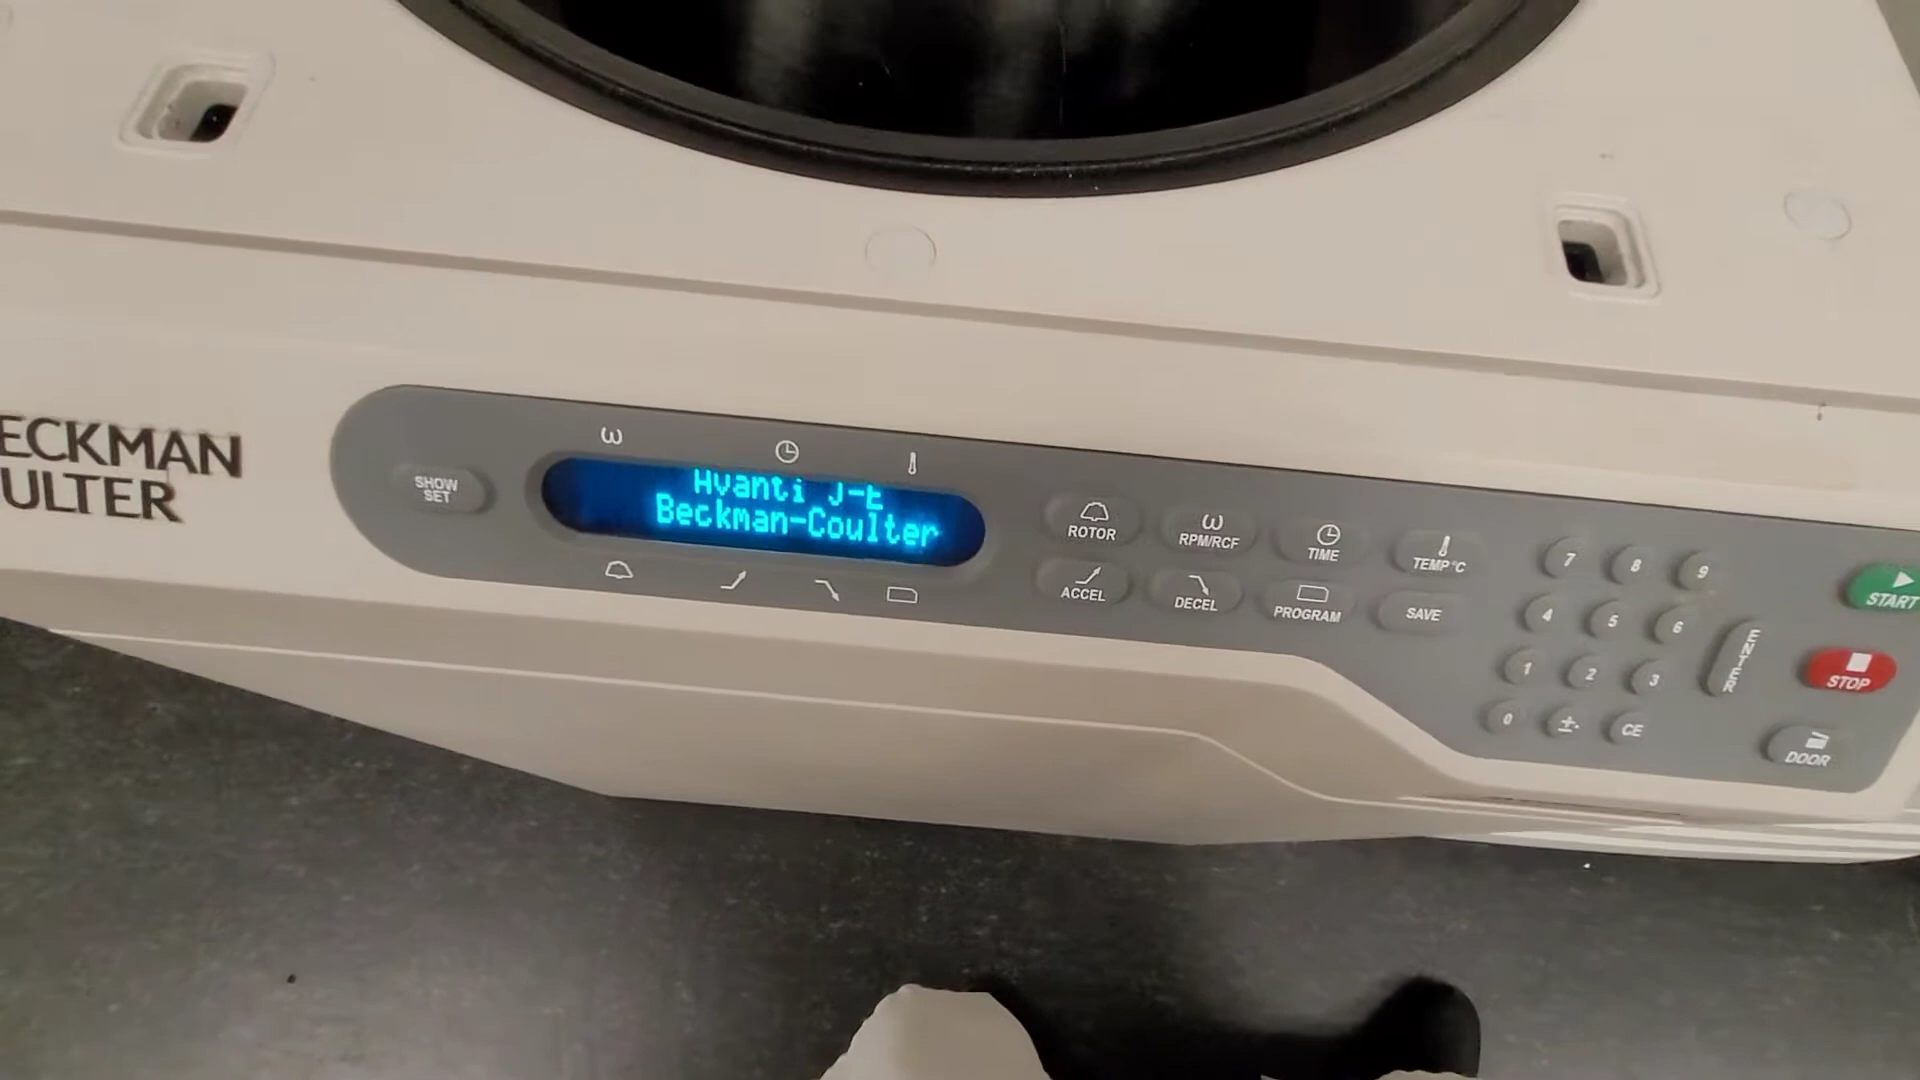 ECKMAN
ULTER
SHOW
SET
ω
Avanti J-E
Beckman-Coulter
ROTOR
ω
RPM/RCF
TIME
TEMP °C
ACCEL
DECEL
PROGRAM
SAVE
7 8 9
4 5 6
1 2 3
0 ±. CE
ENTER
START
STOP
DOOR